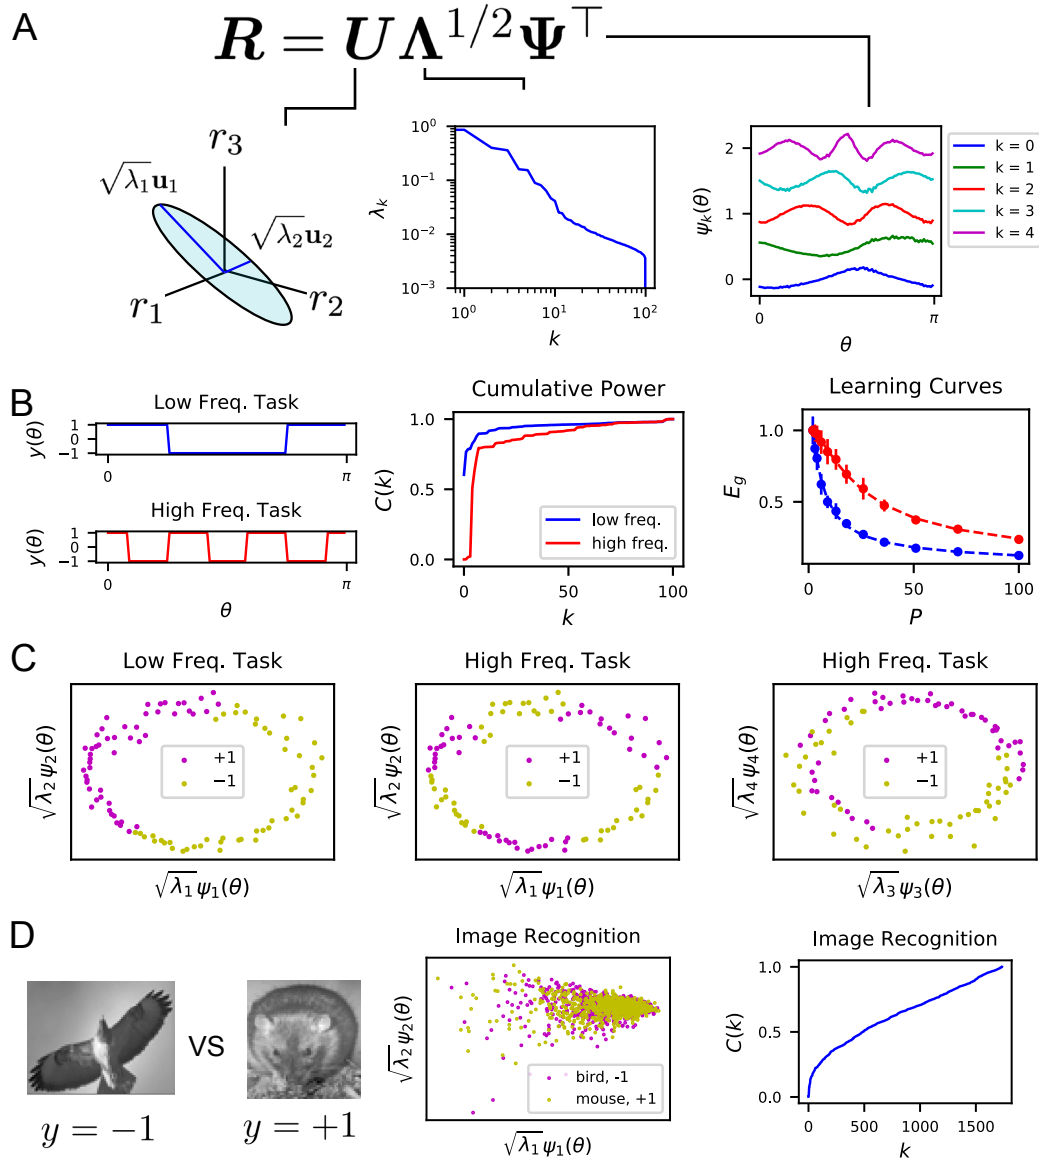 A
R = UΛ^{1/2}Ψ^⊤
r_3
√λ_1 u_1
√λ_2 u_2
r_1
r_2
10^0
10^{-1}
10^{-2}
10^{-3}
λ_k
10^0
10^1
10^2
k
2
1
0
ψ_k(θ)
0
π
θ
k = 0
k = 1
k = 2
k = 3
k = 4
B
Low Freq. Task
y(θ)
1
0
−1
0
π
High Freq. Task
y(θ)
1
0
−1
0
π
θ
Cumulative Power
C(k)
1.0
0.5
0.0
low freq.
high freq.
0
50
100
k
Learning Curves
E_g
1.0
0.5
0
50
100
P
C
Low Freq. Task
√λ_2 ψ_2(θ)
+1
−1
√λ_1 ψ_1(θ)
High Freq. Task
√λ_2 ψ_2(θ)
+1
−1
√λ_1 ψ_1(θ)
High Freq. Task
√λ_4 ψ_4(θ)
+1
−1
√λ_3 ψ_3(θ)
D
VS
y = −1
y = +1
Image Recognition
√λ_2 ψ_2(θ)
bird, -1
mouse, +1
√λ_1 ψ_1(θ)
Image Recognition
C(k)
1.0
0.5
0.0
0
500
1000
1500
k